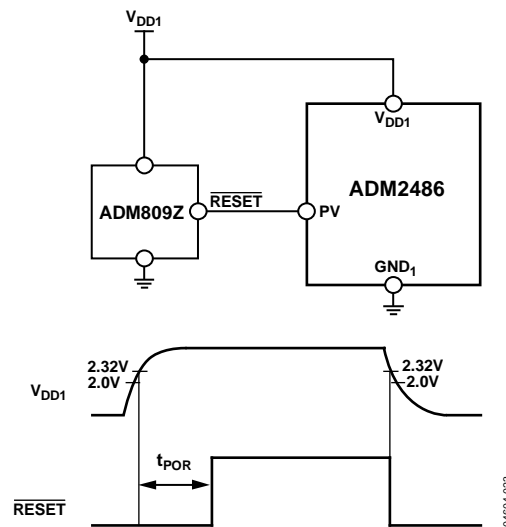 VDD1
VDD1
ADM2486
ADM809Z
RESET
PV
GND1
2.32V
2.0V
2.32V
2.0V
VDD1
tPOR
RESET